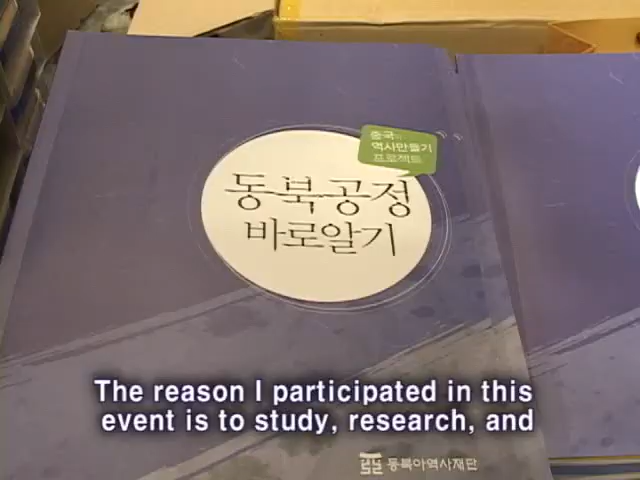 중국의
역사만들기
프로젝트
동북공정
바로알기
The reason I participated in this
event is to study, research, and
동북아역사재단